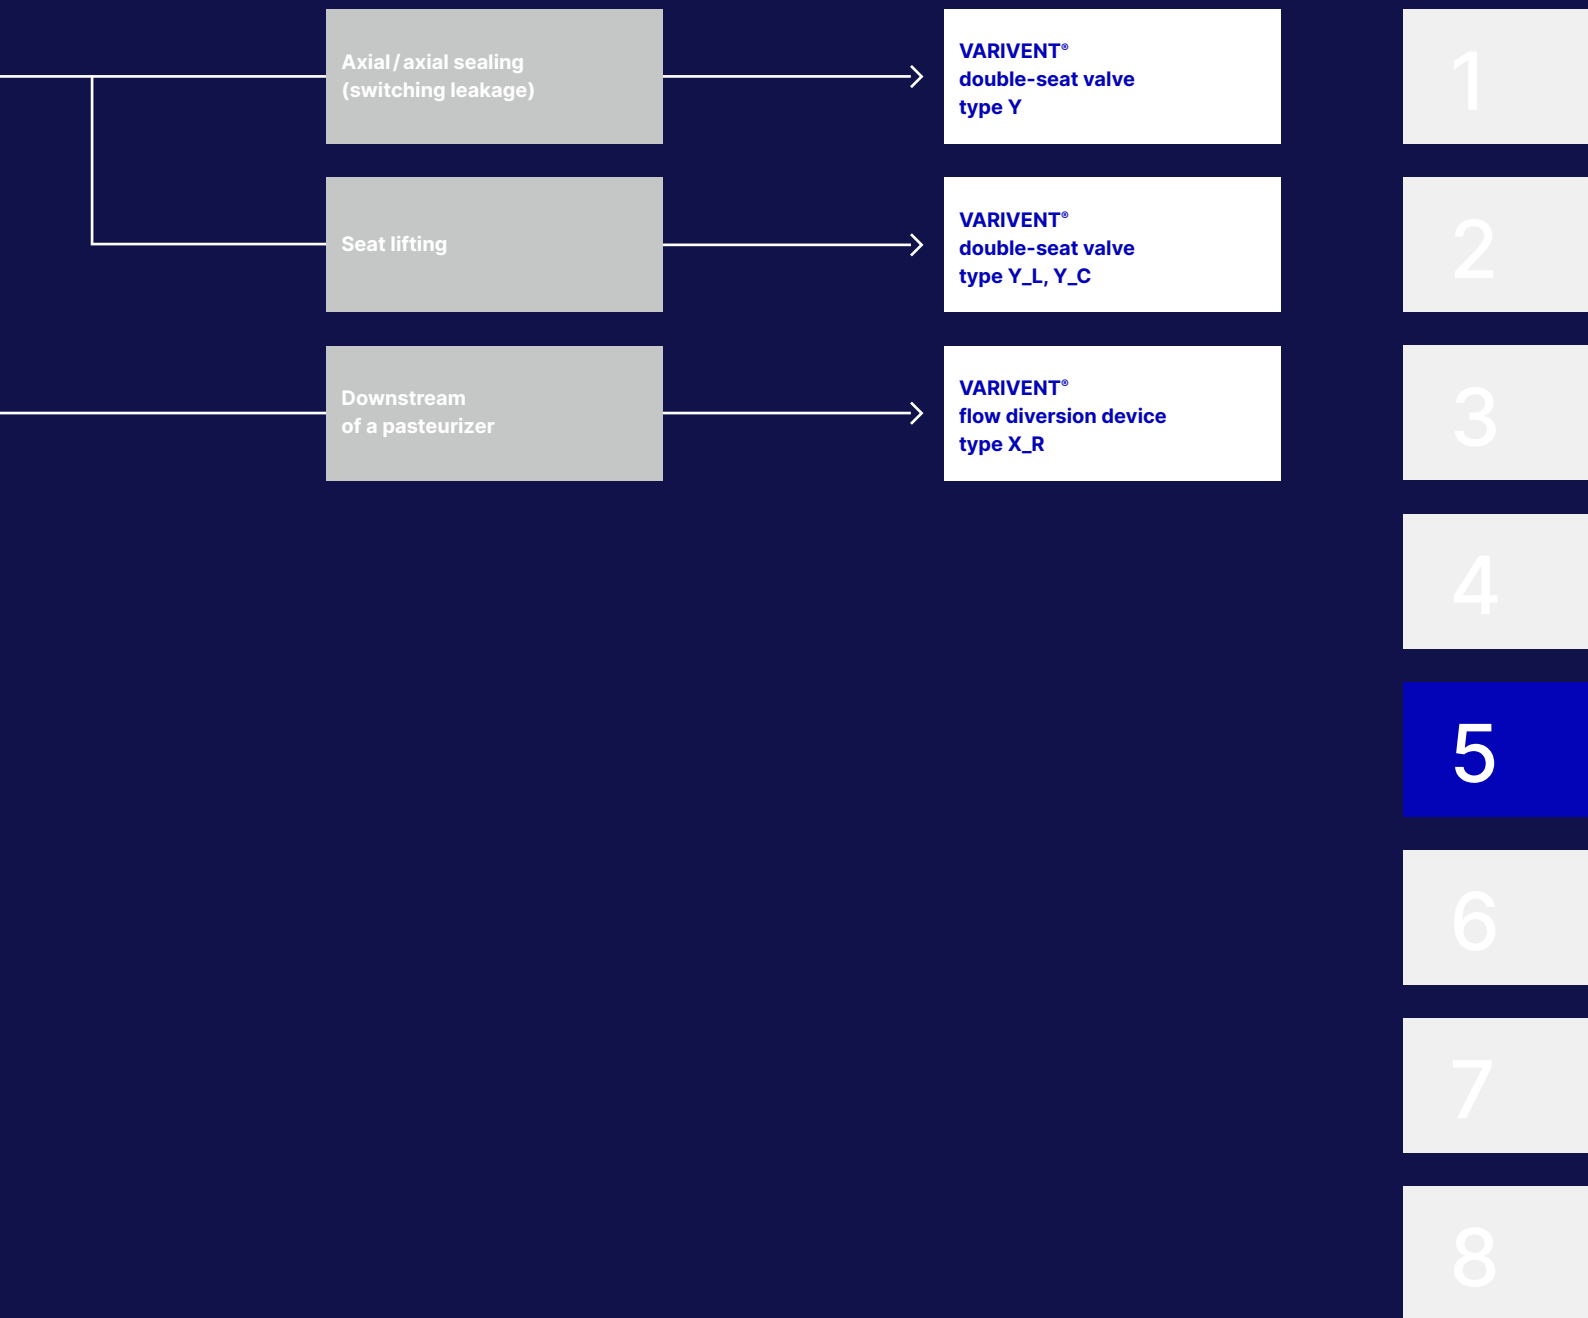 Axial / axial sealing
(switching leakage)
VARIVENT®
double-seat valve
type Y
Seat lifting
VARIVENT®
double-seat valve
type Y_L, Y_C
Downstream
of a pasteurizer
VARIVENT®
flow diversion device
type X_R
1
2
3
4
5
6
7
8